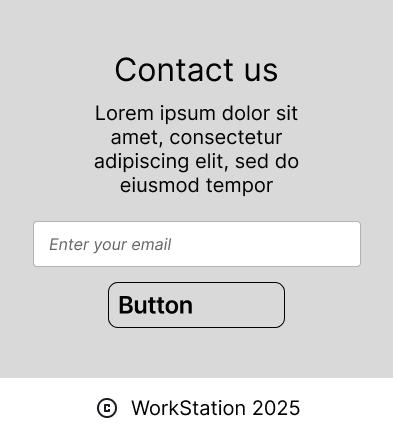 Contact us
Lorem ipsum dolor sit
amet, consectetur
adipiscing elit, sed do
eiusmod tempor
Enter your email
Button
© WorkStation 2025